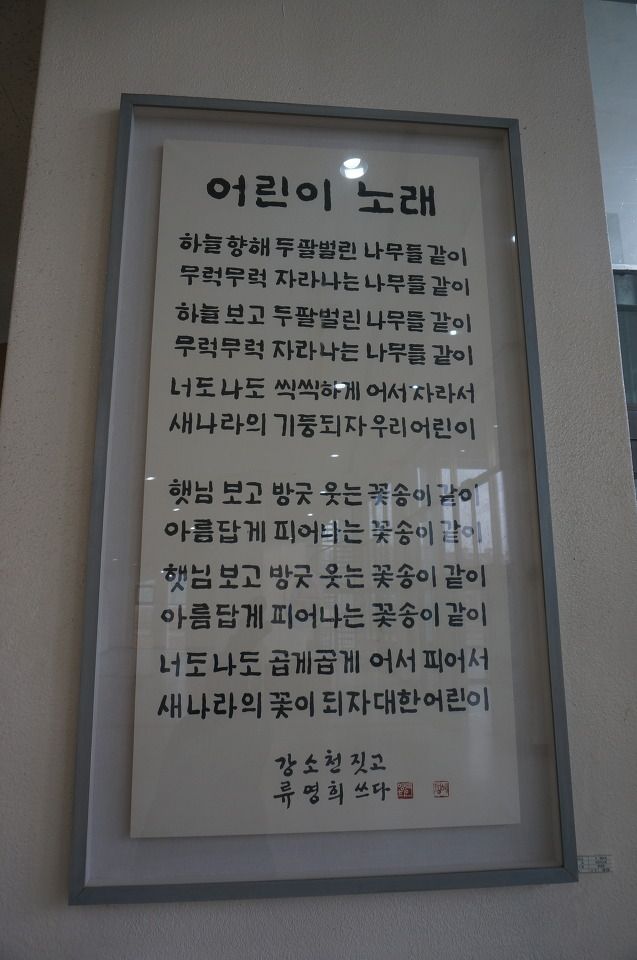 어린이 노래
하늘향해 두팔벌린 나무들같이
무럭무럭 자라나는 나무들같이
하늘 보고 두팔벌린 나무들같이
무럭무럭 자라나는 나무들같이
너도나도 씩씩하게 어서자라서
새나라의 기둥되자 우리어린이
햇님 보고 방긋 웃는 꽃송이같이
아름답게 피어나는 꽃송이같이
햇님 보고 방긋 웃는 꽃송이같이
아름답게 피어나는 꽃송이같이
너도나도 곱게곱게 어서피어서
새나라의 꽃이 되자 대한어린이
강소천 짓고
류영희 쓰다